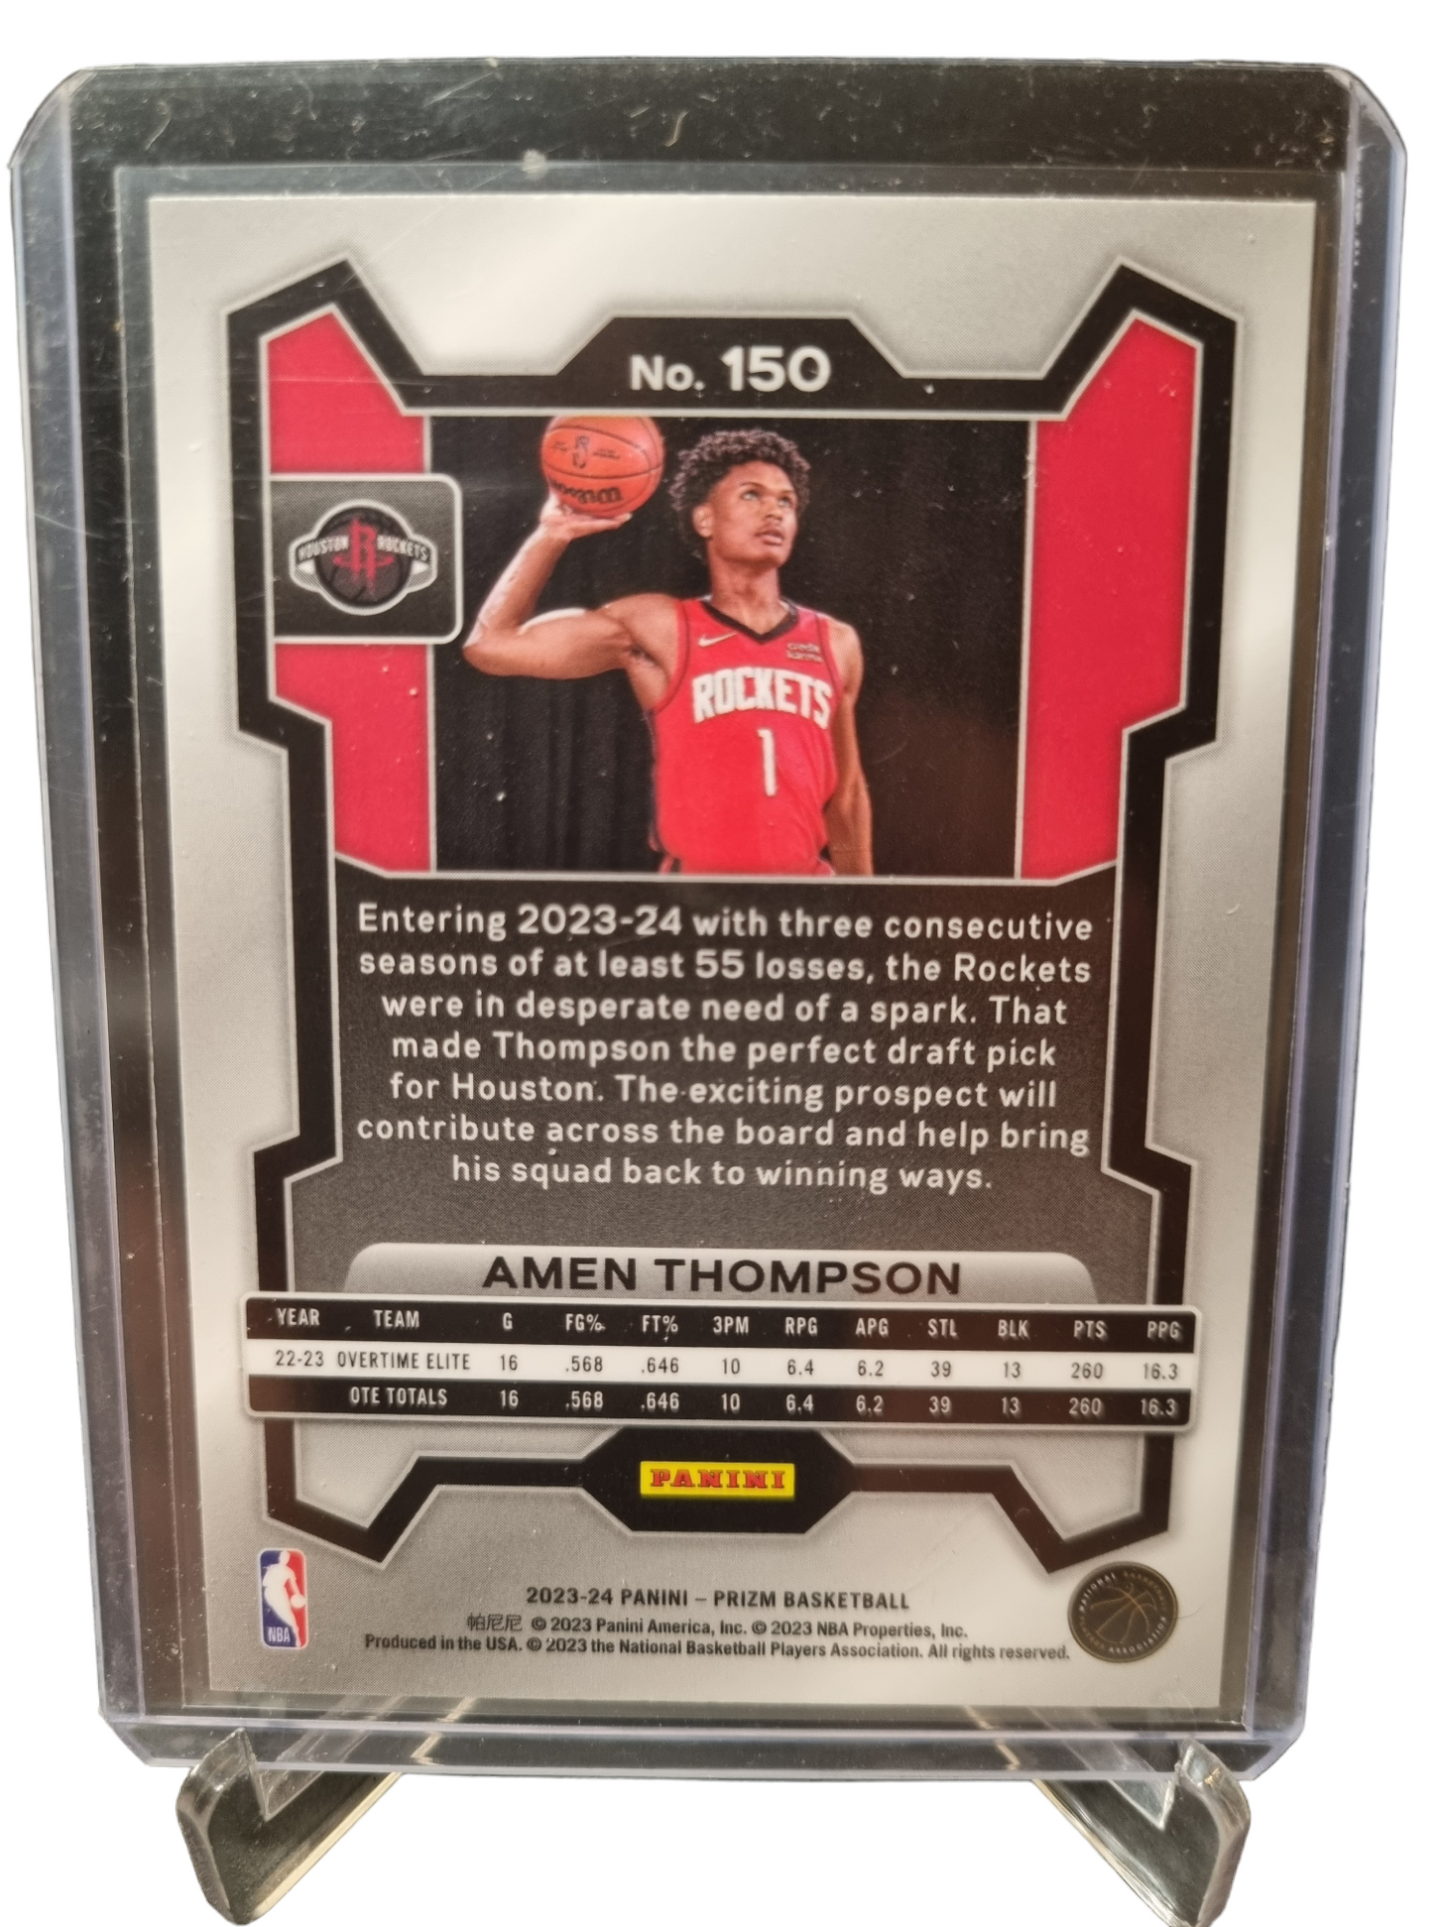 No. 150
HOUSTON ROCKETS
ROCKETS
1
Entering 2023-24 with three consecutive
seasons of at least 55 losses, the Rockets
were in desperate need of a spark. That
made Thompson the perfect draft pick
for Houston. The exciting prospect will
contribute across the board and help bring
his squad back to winning ways.
AMEN THOMPSON
YEAR TEAM G FG% FT% 3PM RPG APG STL BLK PTS PPG
22-23 OVERTIME ELITE 16 .568 .646 10 6.4 6.2 39 13 260 16.3
OTE TOTALS 16 .568 .646 10 6.4 6.2 39 13 260 16.3
PANINI
NBA
2023-24 PANINI – PRIZM BASKETBALL
帕尼尼 © 2023 Panini America, Inc. © 2023 NBA Properties, Inc.
Produced in the USA. © 2023 the National Basketball Players Association. All rights reserved.